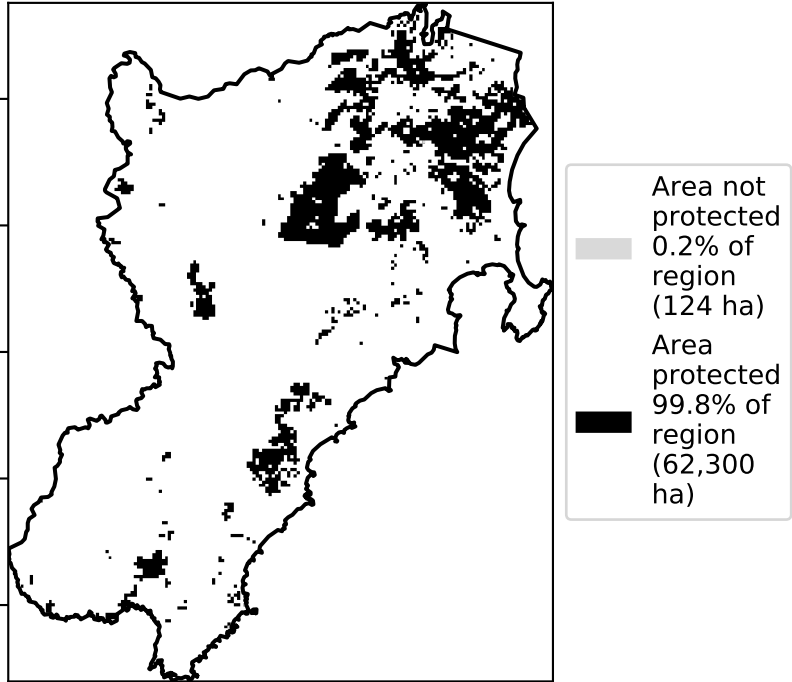 Area not
protected
0.2% of
region
(124 ha)
Area
protected
99.8% of
region
(62,300
ha)